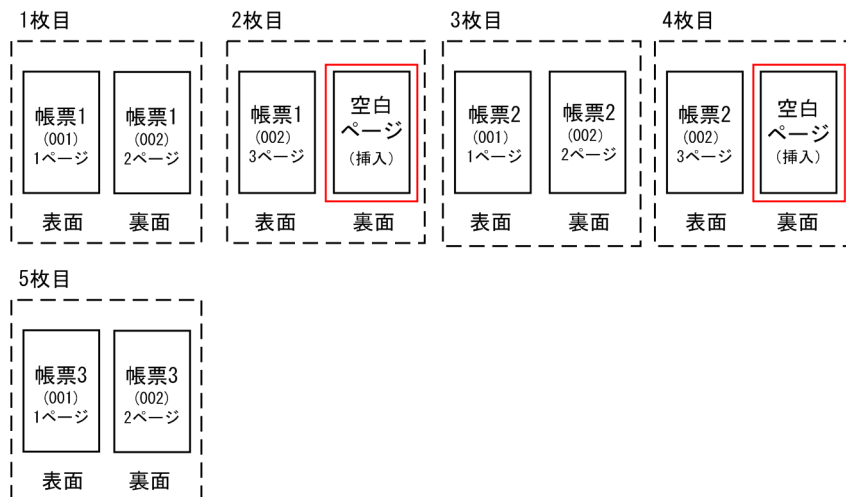 1枚目
帳票1
(001)
1ページ
表面
帳票1
(002)
2ページ
裏面
2枚目
帳票1
(002)
3ページ
表面
空白
ページ
(挿入)
裏面
3枚目
帳票2
(001)
1ページ
表面
帳票2
(002)
2ページ
裏面
4枚目
帳票2
(002)
3ページ
表面
空白
ページ
(挿入)
裏面
5枚目
帳票3
(001)
1ページ
表面
帳票3
(002)
2ページ
裏面